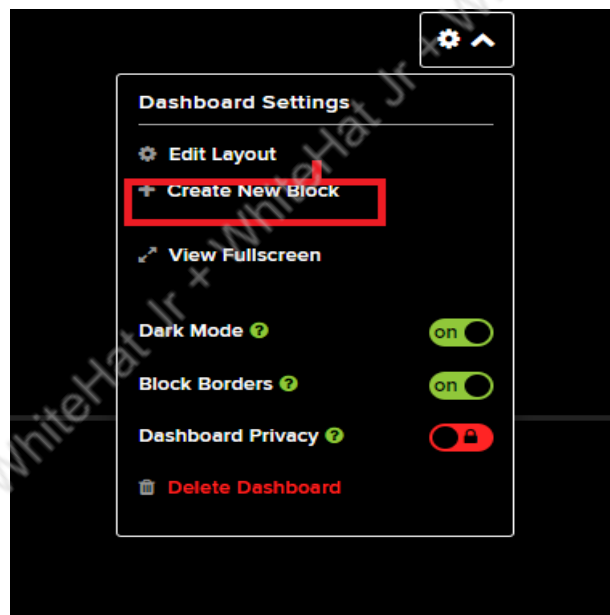 Dashboard Settings
Edit Layout
Create New Block
View Fullscreen
Dark Mode ?
on
Block Borders ?
on
Dashboard Privacy ?
Delete Dashboard
WhiteHat Jr + WhiteHat Jr + W